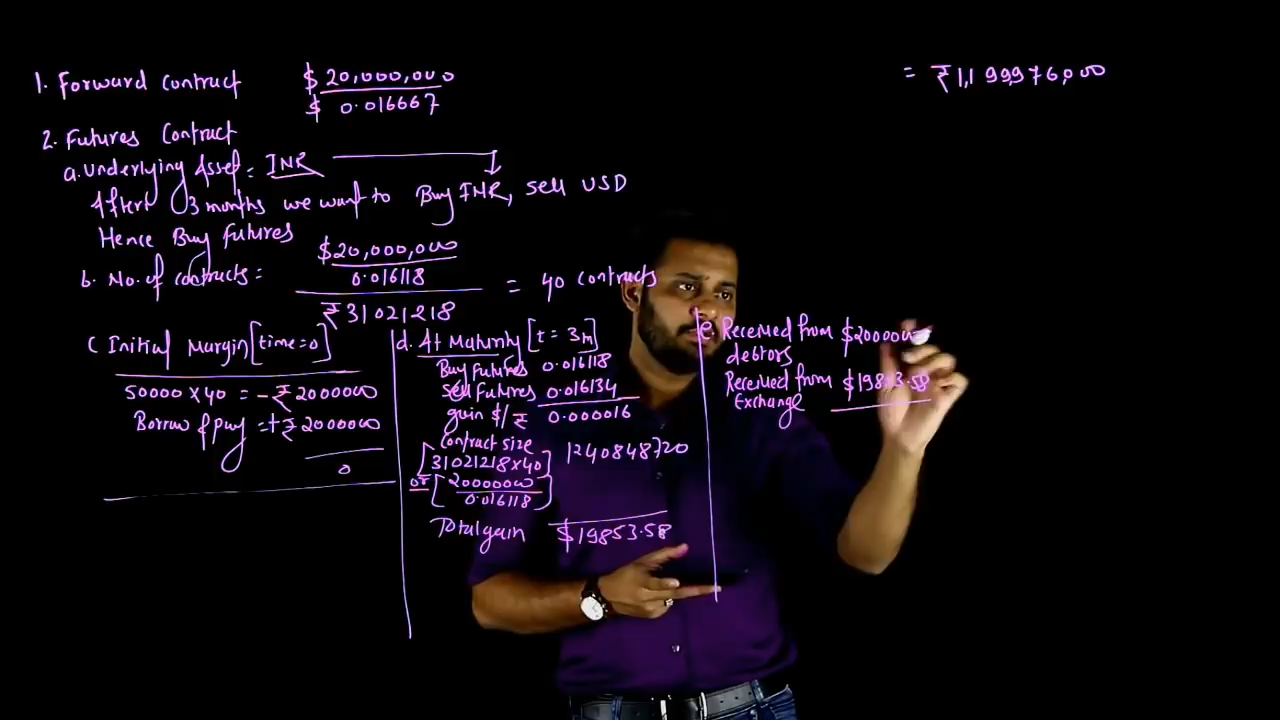 1. Forward Contract $ 20,000,000
$ 0.016667
= ₹1,199,976,000
2. Futures Contract
a. Underlying Asset = INR
After 3 months we want to Buy INR, sell USD
Hence Buy futures
b. No. of contracts =
$20,000,000
0.016118
₹31021218
= 40 contracts
C Initial Margin [time=0]
50000 x 40 = -₹2000000
Borrow & pay = +₹2000000
0
d. At Maturity [t = 3m]
Buy Futures 0.016118
Sell Futures 0.016134
gain $/₹ 0.000016
Contract size
[31021218x40] 1240848720
or [20000000
0.016118]
Total gain $19853.58
e. Received from
debtors
Received from
Exchange